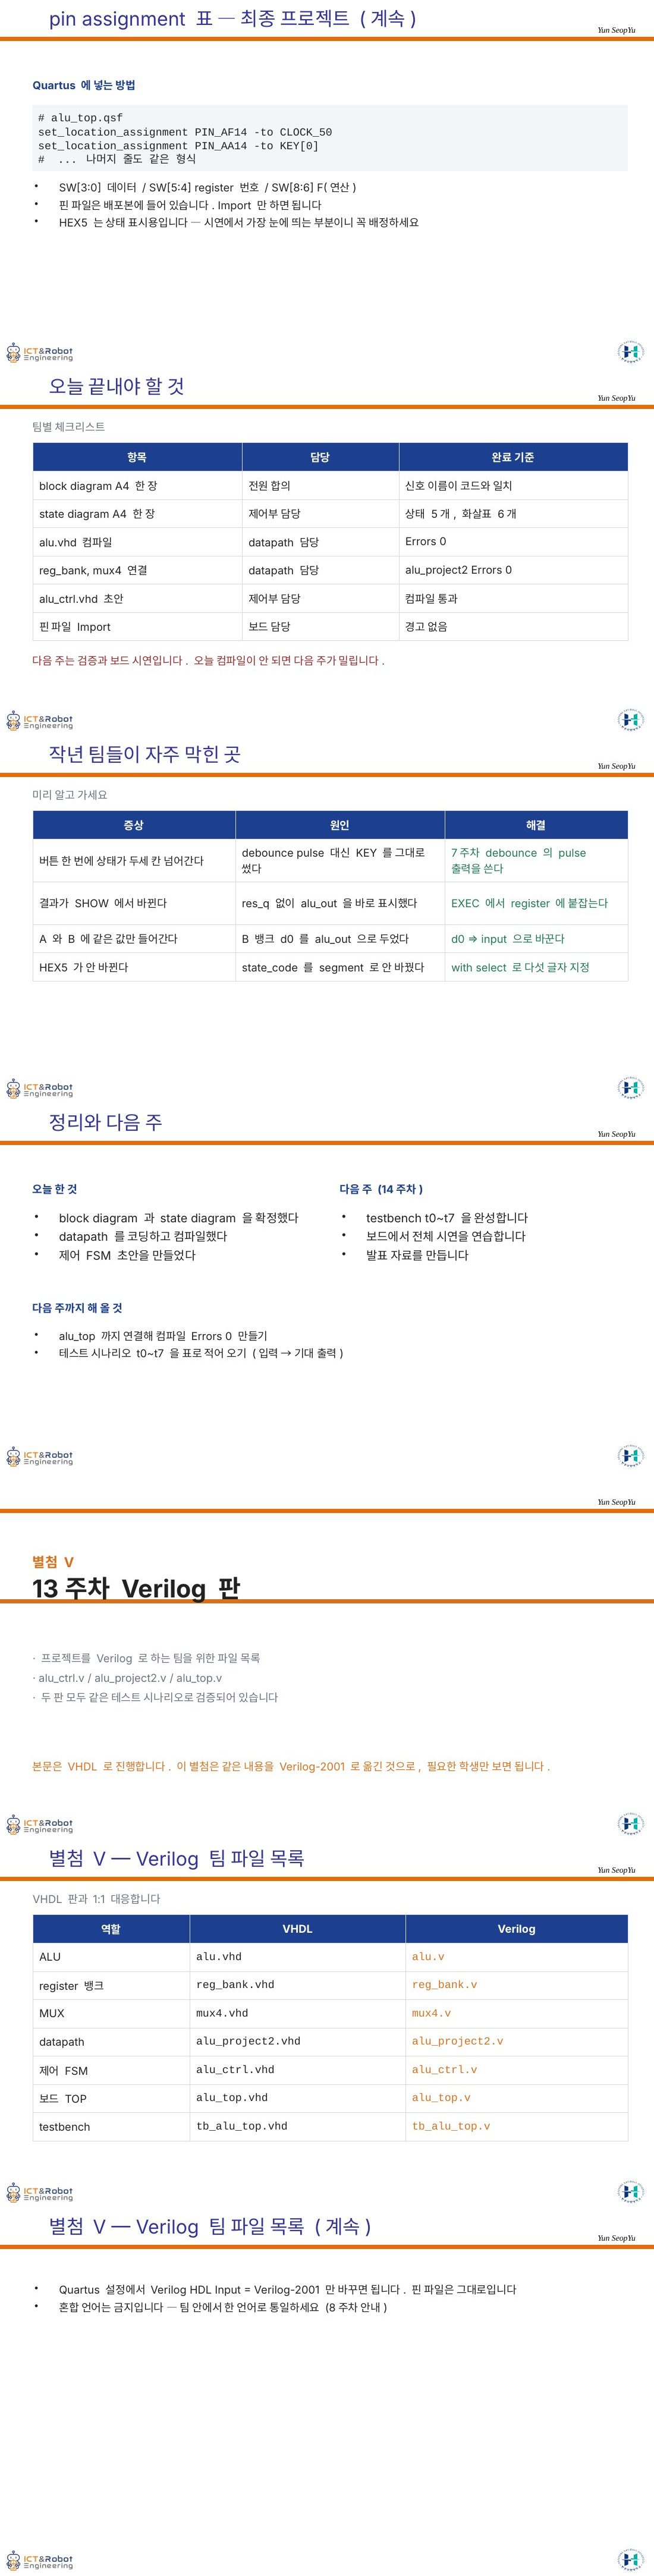 pin assignment 표 — 최종 프로젝트 ( 계속 )
Yun SeopYu
Quartus 에 넣는 방법
# alu_top.qsf
set_location_assignment PIN_AF14 -to CLOCK_50
set_location_assignment PIN_AA14 -to KEY[0]
# ... 나머지 줄도 같은 형식
• SW[3:0] 데이터 / SW[5:4] register 번호 / SW[8:6] F( 연산 )
• 핀 파일은 배포본에 들어 있습니다 . Import 만 하면 됩니다
• HEX5 는 상태 표시용입니다 — 시연에서 가장 눈에 띄는 부분이니 꼭 배정하세요
ICT&Robot
Engineering
오늘 끝내야 할 것
Yun SeopYu
팀별 체크리스트
항목 담당 완료 기준
block diagram A4 한 장 전원 합의 신호 이름이 코드와 일치
state diagram A4 한 장 제어부 담당 상태 5 개 , 화살표 6 개
alu.vhd 컴파일 datapath 담당 Errors 0
reg_bank, mux4 연결 datapath 담당 alu_project2 Errors 0
alu_ctrl.vhd 초안 제어부 담당 컴파일 통과
핀 파일 Import 보드 담당 경고 없음
다음 주는 검증과 보드 시연입니다 . 오늘 컴파일이 안 되면 다음 주가 밀립니다 .
ICT&Robot
Engineering
작년 팀들이 자주 막힌 곳
Yun SeopYu
미리 알고 가세요
증상 원인 해결
버튼 한 번에 상태가 두세 칸 넘어간다 debounce pulse 대신 KEY 를 그대로 썼다 7 주차 debounce 의 pulse 출력을 쓴다
결과가 SHOW 에서 바뀐다 res_q 없이 alu_out 을 바로 표시했다 EXEC 에서 register 에 붙잡는다
A 와 B 에 같은 값만 들어간다 B 뱅크 d0 를 alu_out 으로 두었다 d0 ⇒ input 으로 바꾼다
HEX5 가 안 바뀐다 state_code 를 segment 로 안 바꿨다 with select 로 다섯 글자 지정
ICT&Robot
Engineering
정리와 다음 주
Yun SeopYu
오늘 한 것
• block diagram 과 state diagram 을 확정했다
• datapath 를 코딩하고 컴파일했다
• 제어 FSM 초안을 만들었다
다음 주 (14 주차 )
• testbench t0~t7 을 완성합니다
• 보드에서 전체 시연을 연습합니다
• 발표 자료를 만듭니다
다음 주까지 해 올 것
• alu_top 까지 연결해 컴파일 Errors 0 만들기
• 테스트 시나리오 t0~t7 을 표로 적어 오기 ( 입력 → 기대 출력 )
ICT&Robot
Engineering
Yun SeopYu
별첨 V
13 주차 Verilog 판
· 프로젝트를 Verilog 로 하는 팀을 위한 파일 목록
· alu_ctrl.v / alu_project2.v / alu_top.v
· 두 판 모두 같은 테스트 시나리오로 검증되어 있습니다
본문은 VHDL 로 진행합니다 . 이 별첨은 같은 내용을 Verilog-2001 로 옮긴 것으로 , 필요한 학생만 보면 됩니다 .
ICT&Robot
Engineering
별첨 V — Verilog 팀 파일 목록
Yun SeopYu
VHDL 판과 1:1 대응합니다
역할 VHDL Verilog
ALU alu.vhd alu.v
register 뱅크 reg_bank.vhd reg_bank.v
MUX mux4.vhd mux4.v
datapath alu_project2.vhd alu_project2.v
제어 FSM alu_ctrl.vhd alu_ctrl.v
보드 TOP alu_top.vhd alu_top.v
testbench tb_alu_top.vhd tb_alu_top.v
ICT&Robot
Engineering
별첨 V — Verilog 팀 파일 목록 ( 계속 )
Yun SeopYu
• Quartus 설정에서 Verilog HDL Input = Verilog-2001 만 바꾸면 됩니다 . 핀 파일은 그대로입니다
• 혼합 언어는 금지입니다 — 팀 안에서 한 언어로 통일하세요 (8 주차 안내 )
ICT&Robot
Engineering